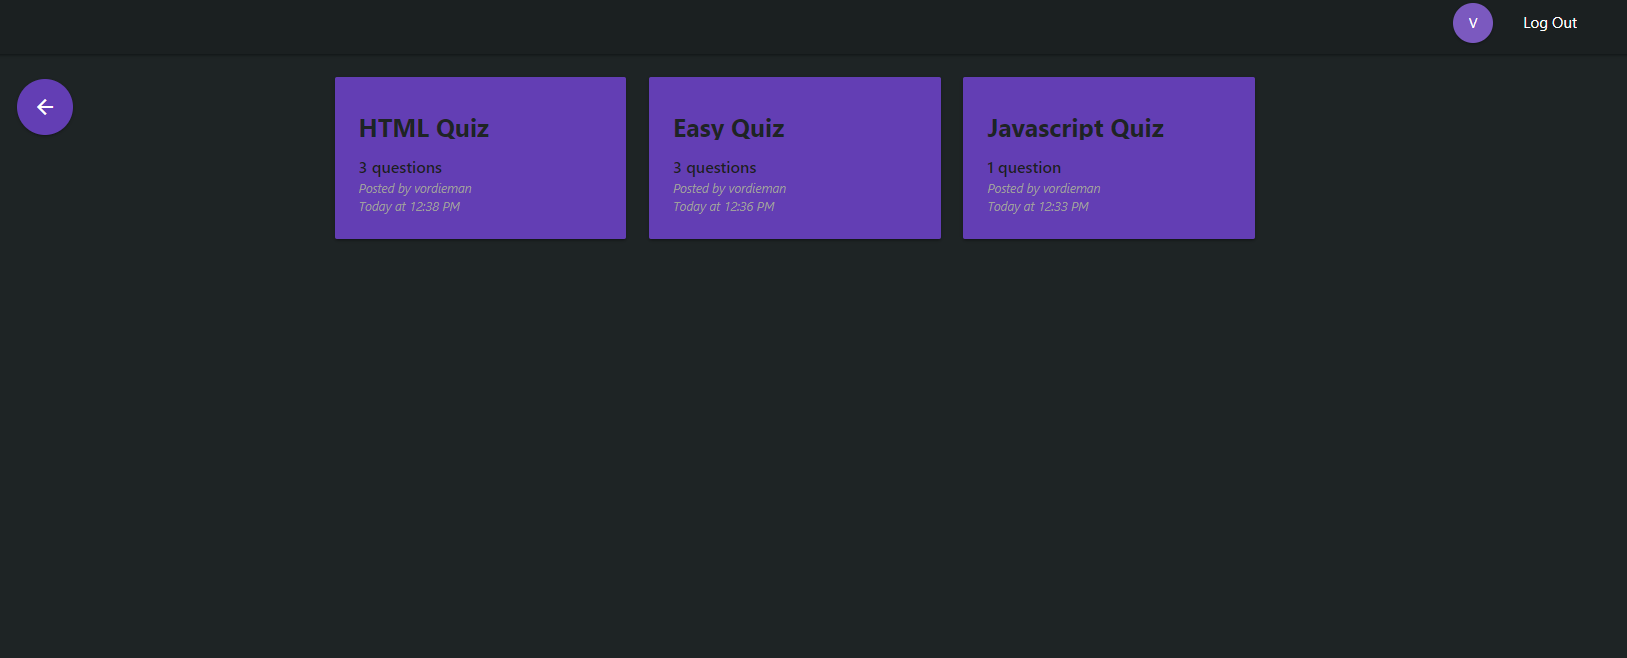 V
Log Out
HTML Quiz
3 questions
Posted by vordieman
Today at 12:38 PM
Easy Quiz
3 questions
Posted by vordieman
Today at 12:36 PM
Javascript Quiz
1 question
Posted by vordieman
Today at 12:33 PM